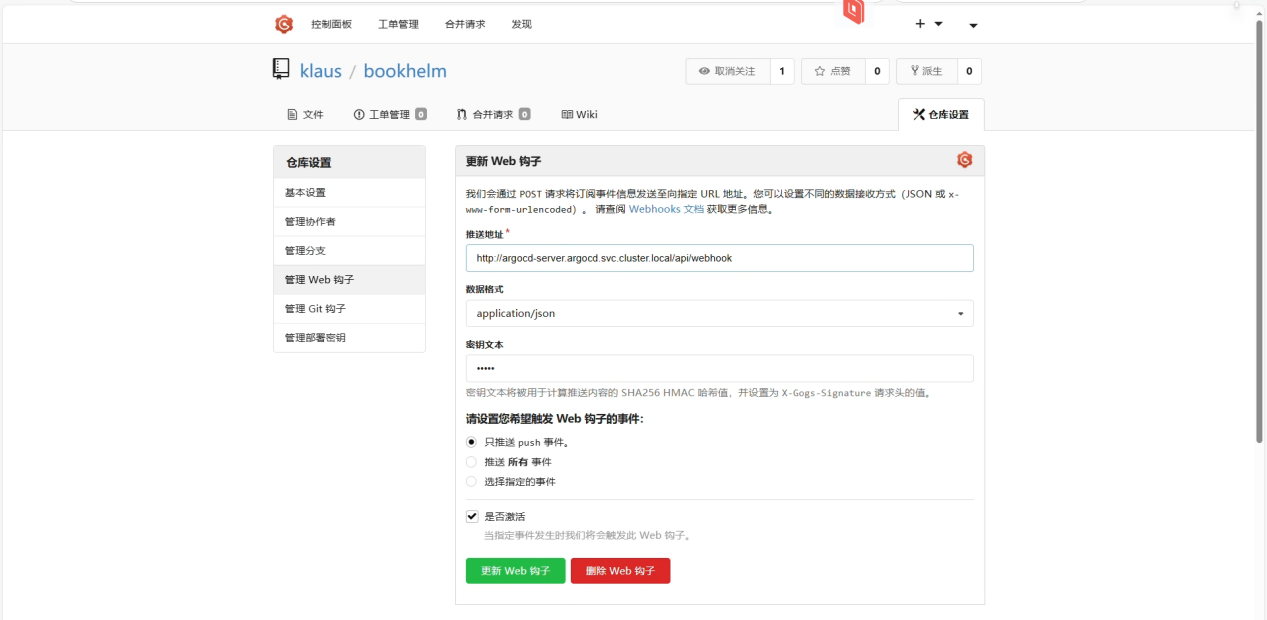 控制面板 工单管理 合并请求 发现
klaus / bookhelm
取消关注 1 点赞 0 派生 0
文件 工单管理 0 合并请求 0 Wiki 仓库设置
仓库设置
基本设置
管理协作者
管理分支
管理 Web 钩子
管理 Git 钩子
管理部署密钥
更新 Web 钩子
我们会通过 POST 请求将订阅事件信息发送至向指定 URL 地址。您可以设置不同的数据接收方式（JSON 或 x-
www-form-urlencoded）。 请查阅 Webhooks 文档 获取更多信息。
推送地址 *
http://argocd-server.argocd.svc.cluster.local/api/webhook
数据格式
application/json
密钥文本
•••••
密钥文本将被用于计算推送内容的 SHA256 HMAC 哈希值，并设置为 X-Gogs-Signature 请求头的值。
请设置您希望触发 Web 钩子的事件：
只推送 push 事件。
推送 所有 事件
选择指定的事件
是否激活
当指定事件发生时我们将会触发此 Web 钩子。
更新 Web 钩子 删除 Web 钩子